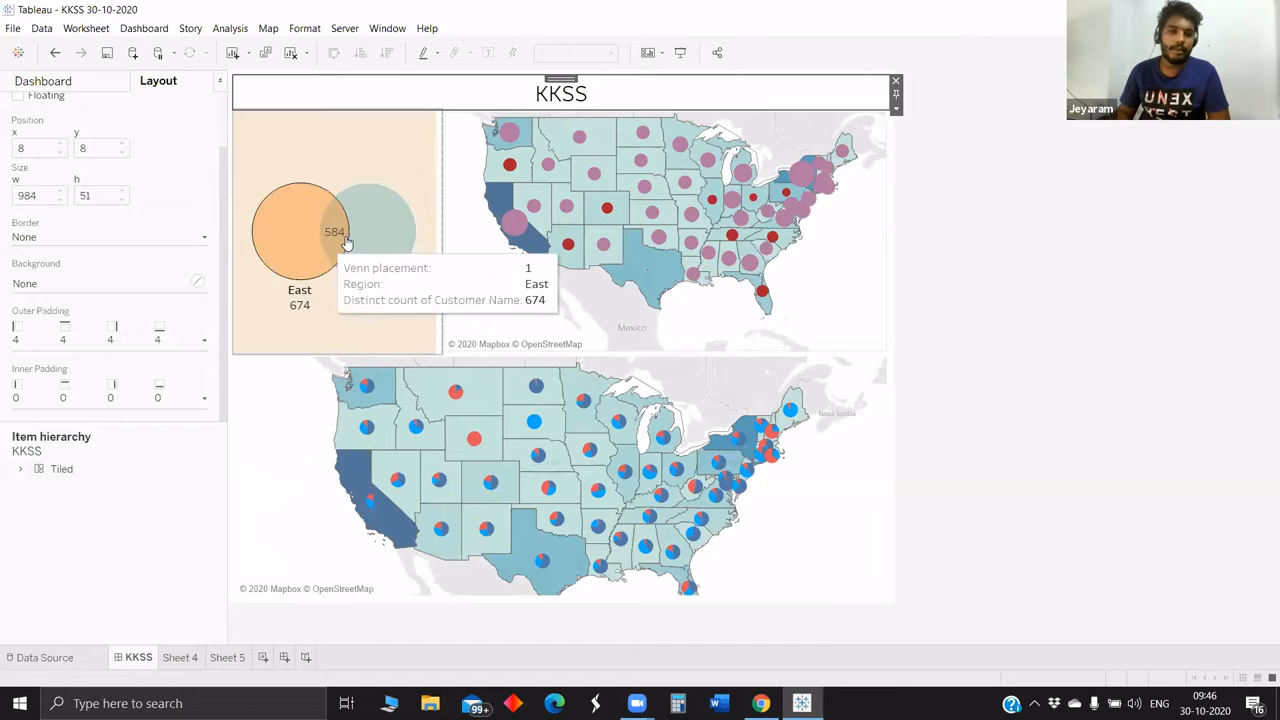 Tableau - KKSS 30-10-2020
File Data Worksheet Dashboard Story Analysis Map Format Server Window Help
Dashboard Layout
Floating
Position
x y
8 8
Size
w h
984 51
Border
None
Background
None
Outer Padding
4 4 4 4
Inner Padding
0 0 0 0
Item hierarchy
KKSS
Tiled
KKSS
584
East
674
Venn placement: 1
Region: East
Distinct count of Customer Name: 674
Mexico
© 2020 Mapbox © OpenStreetMap
Nova Scotia
© 2020 Mapbox © OpenStreetMap
Jeyaram
XENU
Data Source KKSS Sheet 4 Sheet 5
Type here to search
99+
ENG
09:46
30-10-2020
16